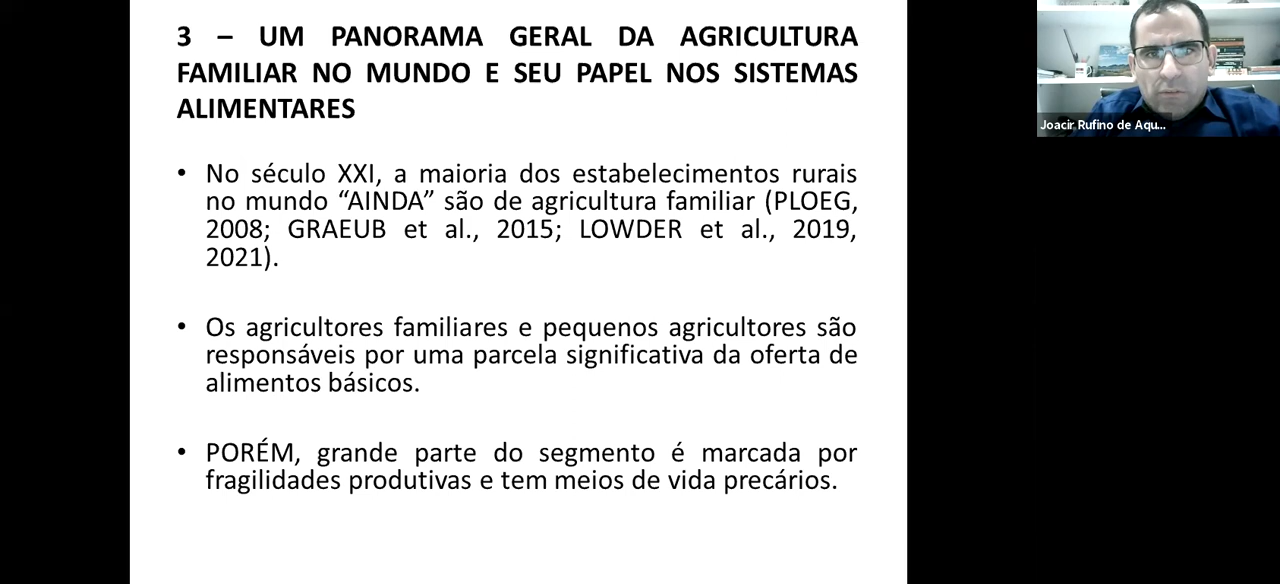 3 – UM PANORAMA GERAL DA AGRICULTURA
FAMILIAR NO MUNDO E SEU PAPEL NOS SISTEMAS
ALIMENTARES
• No século XXI, a maioria dos estabelecimentos rurais
no mundo “AINDA” são de agricultura familiar (PLOEG,
2008; GRAEUB et al., 2015; LOWDER et al., 2019,
2021).
• Os agricultores familiares e pequenos agricultores são
responsáveis por uma parcela significativa da oferta de
alimentos básicos.
• PORÉM, grande parte do segmento é marcada por
fragilidades produtivas e tem meios de vida precários.
Joacir Rufino de Aqu...